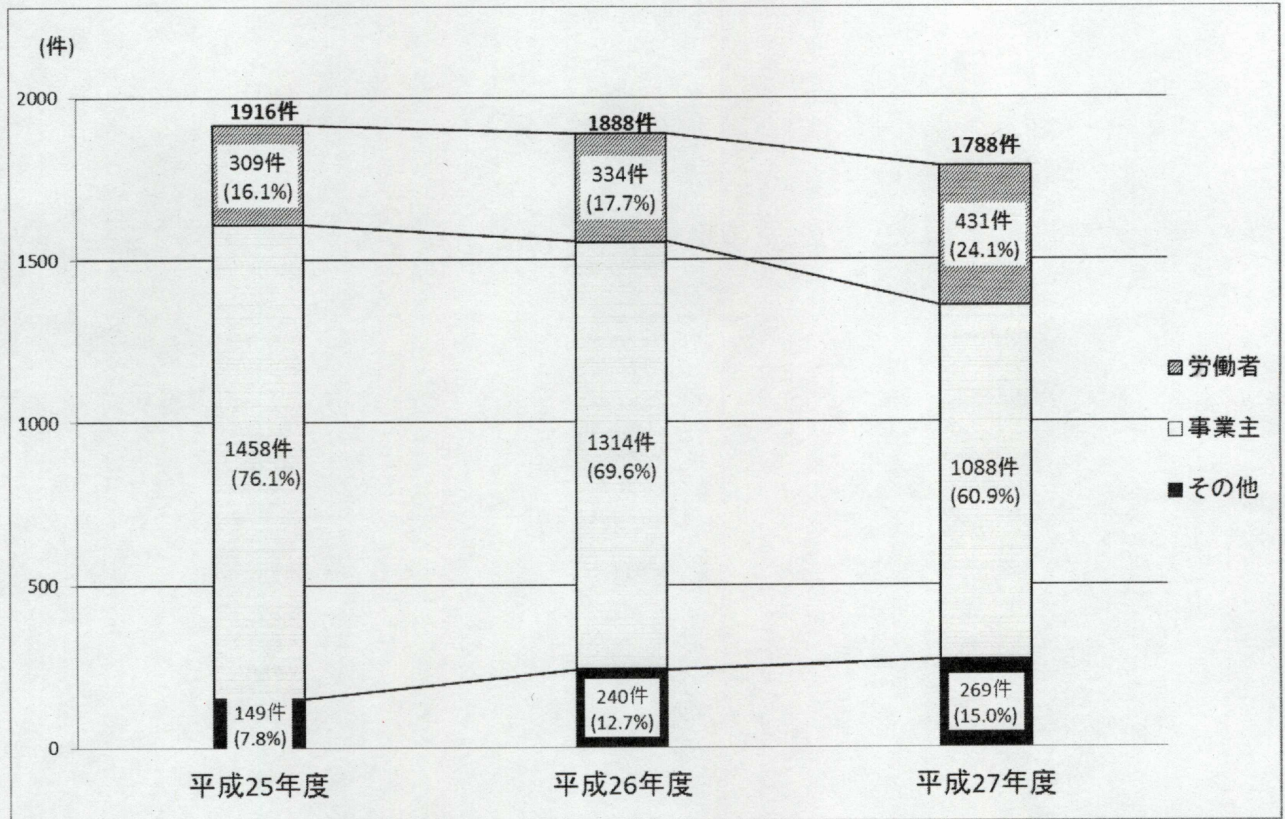 (件)
2000
1500
1000
500
0
1916件
309件
(16.1%)
1458件
(76.1%)
149件
(7.8%)
平成25年度
1888件
334件
(17.7%)
1314件
(69.6%)
240件
(12.7%)
平成26年度
1788件
431件
(24.1%)
1088件
(60.9%)
269件
(15.0%)
平成27年度
労働者
事業主
その他